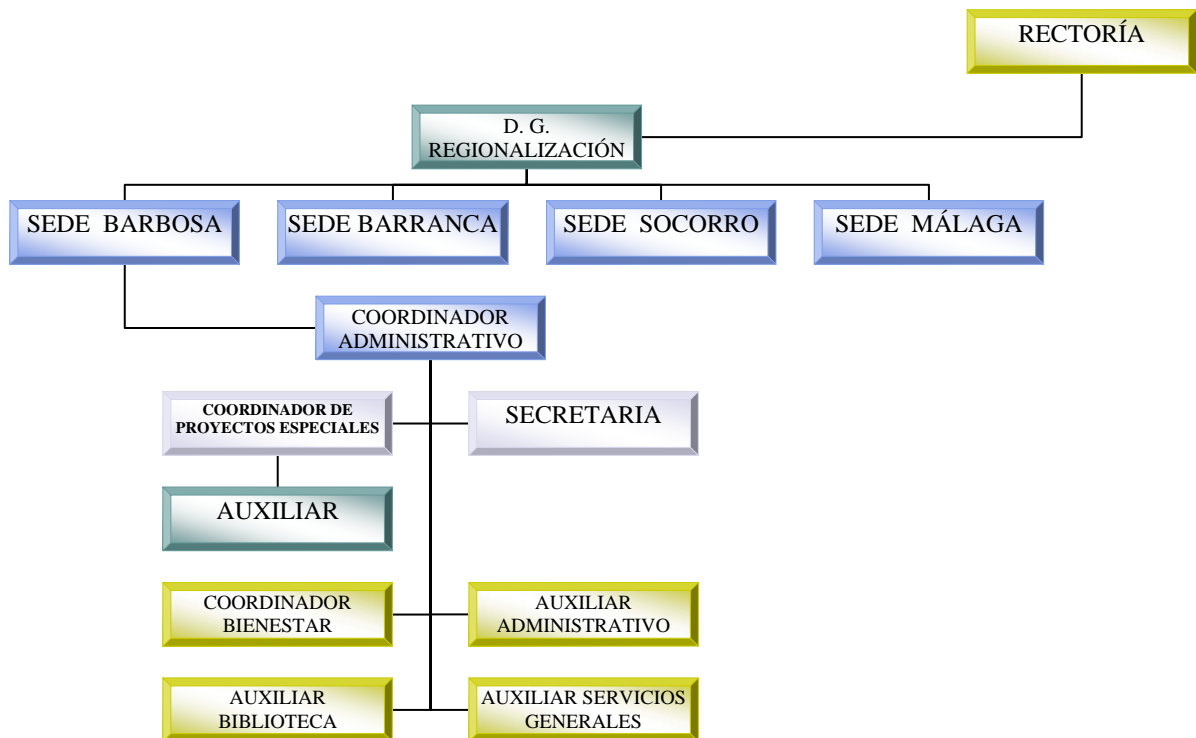 RECTORÍA
D. G.
REGIONALIZACIÓN
SEDE BARBOSA
SEDE BARRANCA
SEDE SOCORRO
SEDE MÁLAGA
COORDINADOR
ADMINISTRATIVO
COORDINADOR DE
PROYECTOS ESPECIALES
SECRETARIA
AUXILIAR
COORDINADOR
BIENESTAR
AUXILIAR
ADMINISTRATIVO
AUXILIAR
BIBLIOTECA
AUXILIAR SERVICIOS
GENERALES